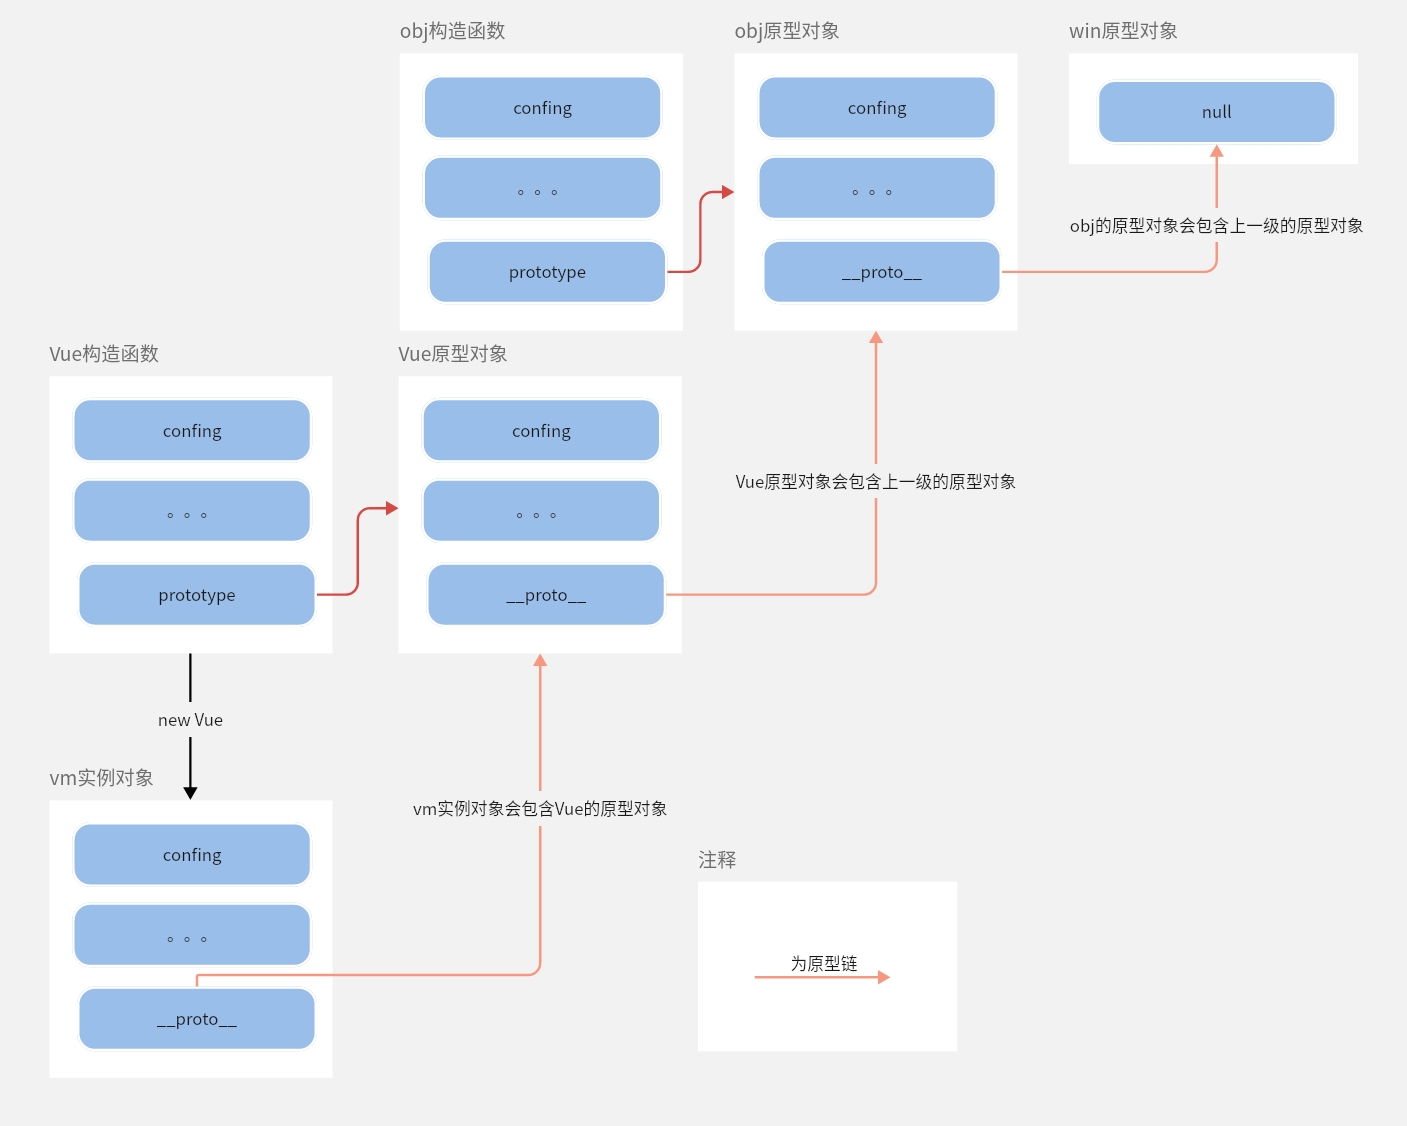 obj构造函数
obj原型对象
win原型对象
confing
confing
null
。。。
。。。
obj的原型对象会包含上一级的原型对象
prototype
__proto__
Vue构造函数
Vue原型对象
confing
confing
Vue原型对象会包含上一级的原型对象
。。。
。。。
prototype
__proto__
new Vue
vm实例对象
vm实例对象会包含Vue的原型对象
confing
注释
。。。
为原型链
__proto__